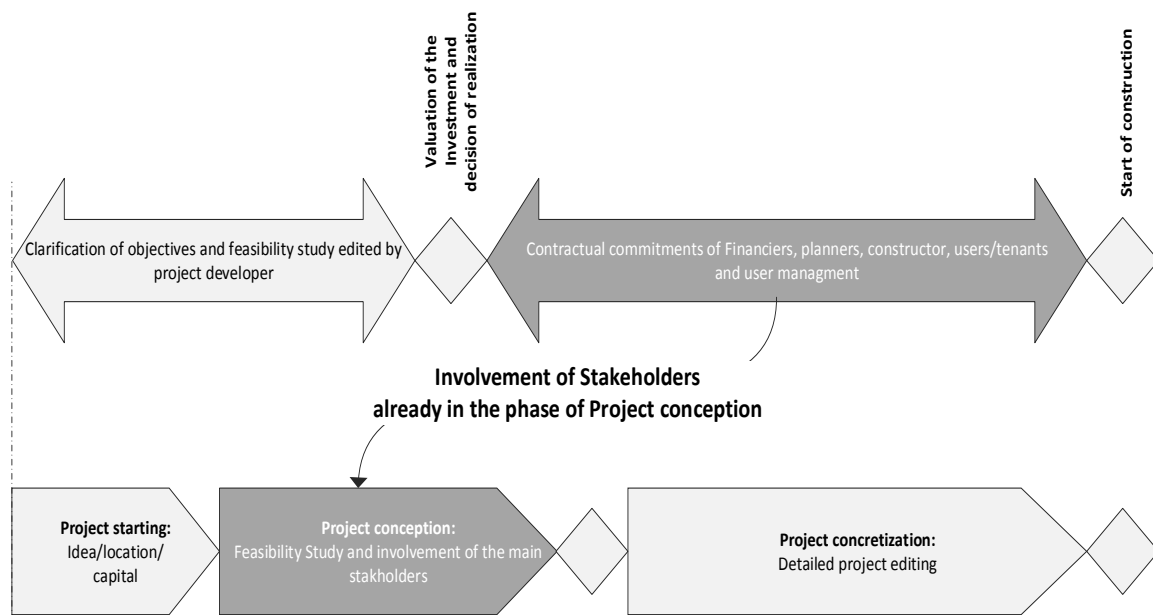 Valuation of the
Investment and
decision of realization
Start of construction
Clarification of objectives and feasibility study edited by
project developer
Contractual commitments of Financiers, planners, constructor, users/tenants
and user managment
Involvement of Stakeholders
already in the phase of Project conception
Project starting:
Idea/location/
capital
Project conception:
Feasibility Study and involvement of the main
stakholders
Project concretization:
Detailed project editing